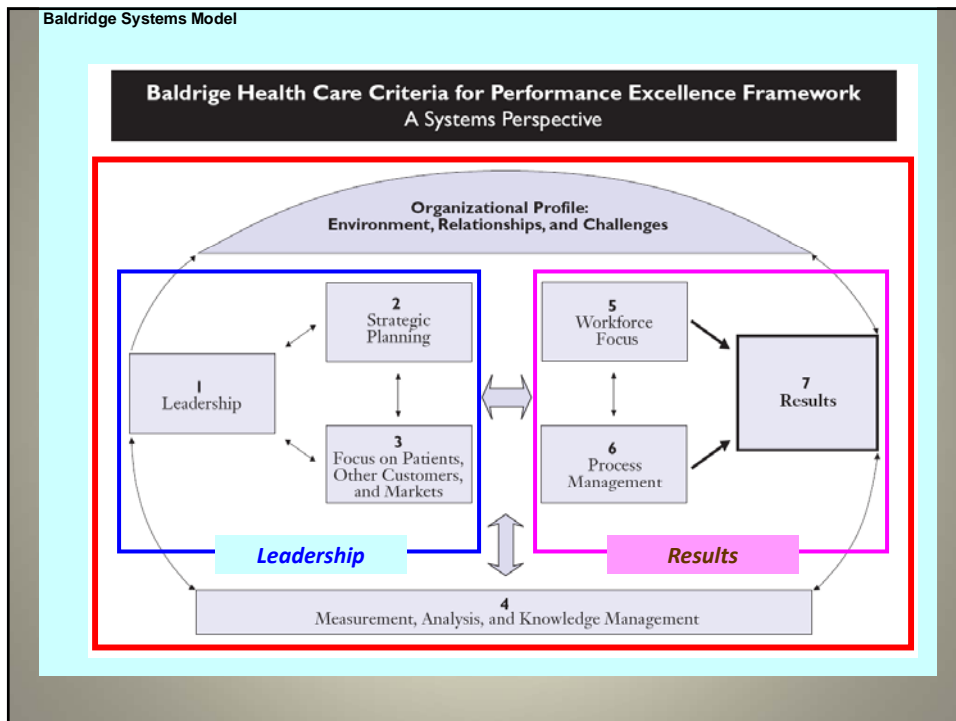 Baldridge Systems Model
Baldrige Health Care Criteria for Performance Excellence Framework
A Systems Perspective
Organizational Profile:
Environment, Relationships, and Challenges
2
Strategic
Planning
5
Workforce
Focus
1
Leadership
7
Results
3
Focus on Patients,
Other Customers,
and Markets
6
Process
Management
Leadership
Results
4
Measurement, Analysis, and Knowledge Management